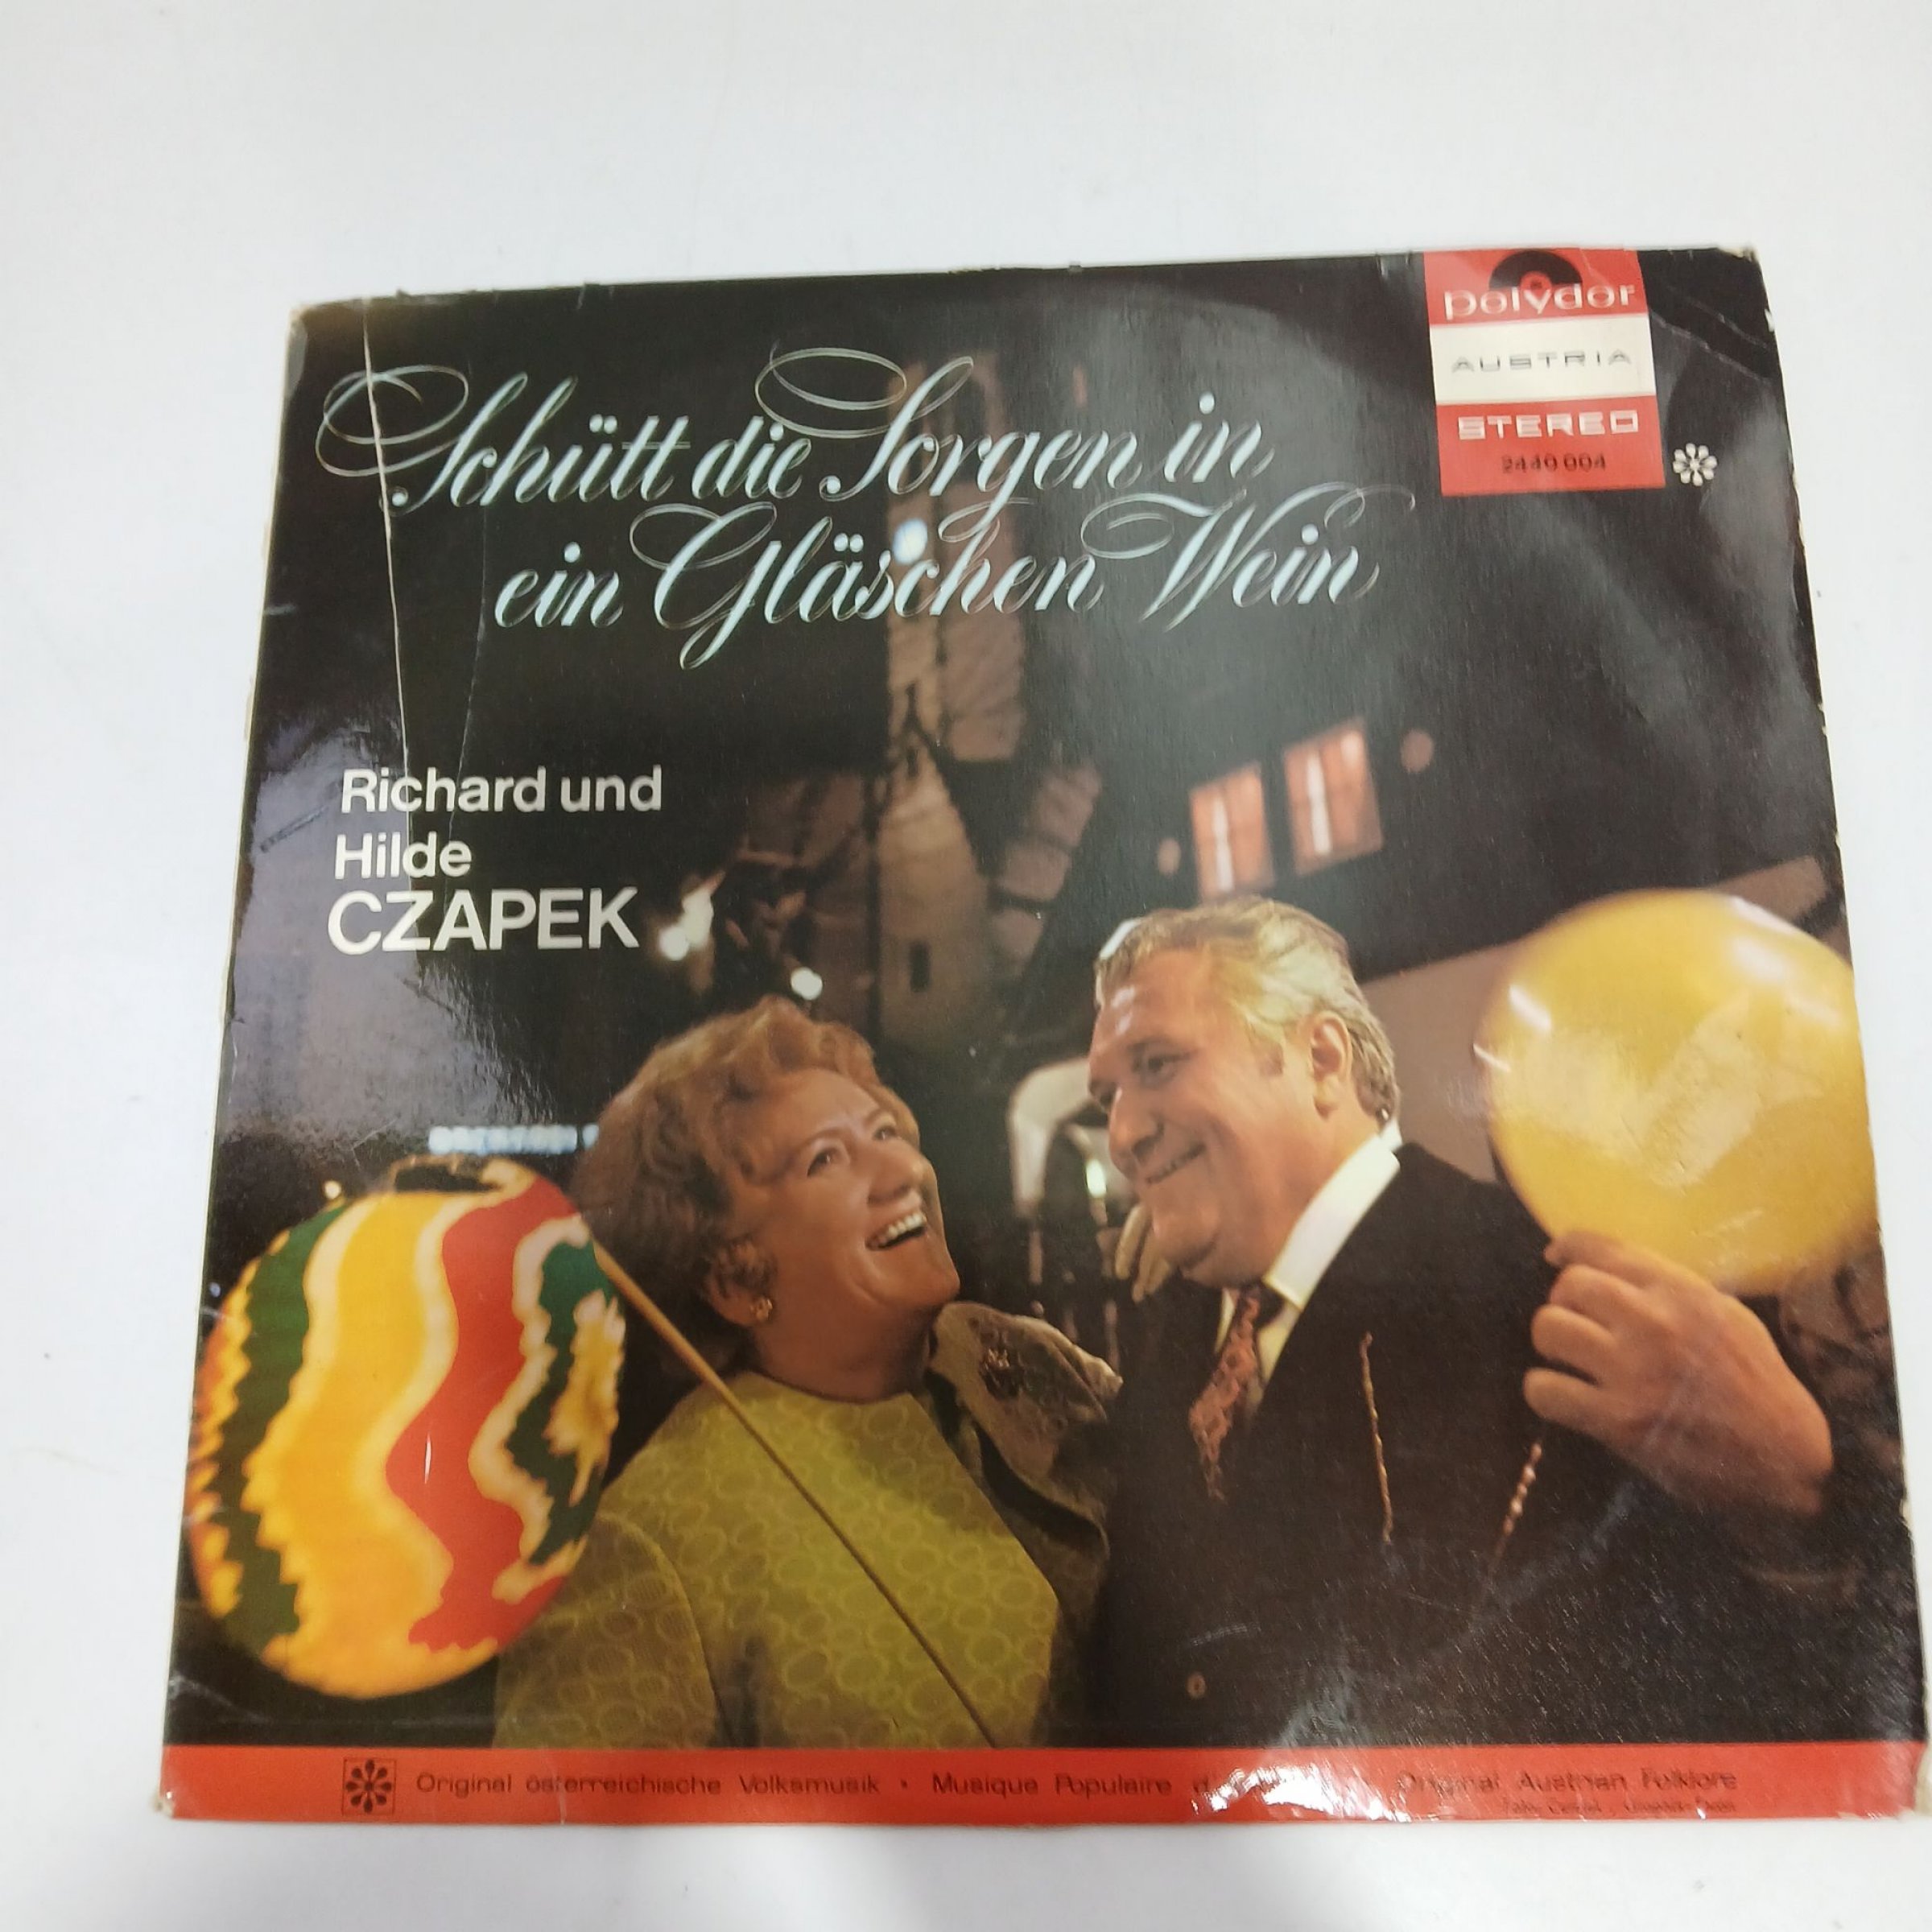 polydor
AUSTRIA
STEREO
2440 004
Schütt die Sorgen in
ein Gläschen Wein
Richard und
Hilde
CZAPEK
Original österreichische Volksmusik • Musique Populaire Original Austrian Folklore